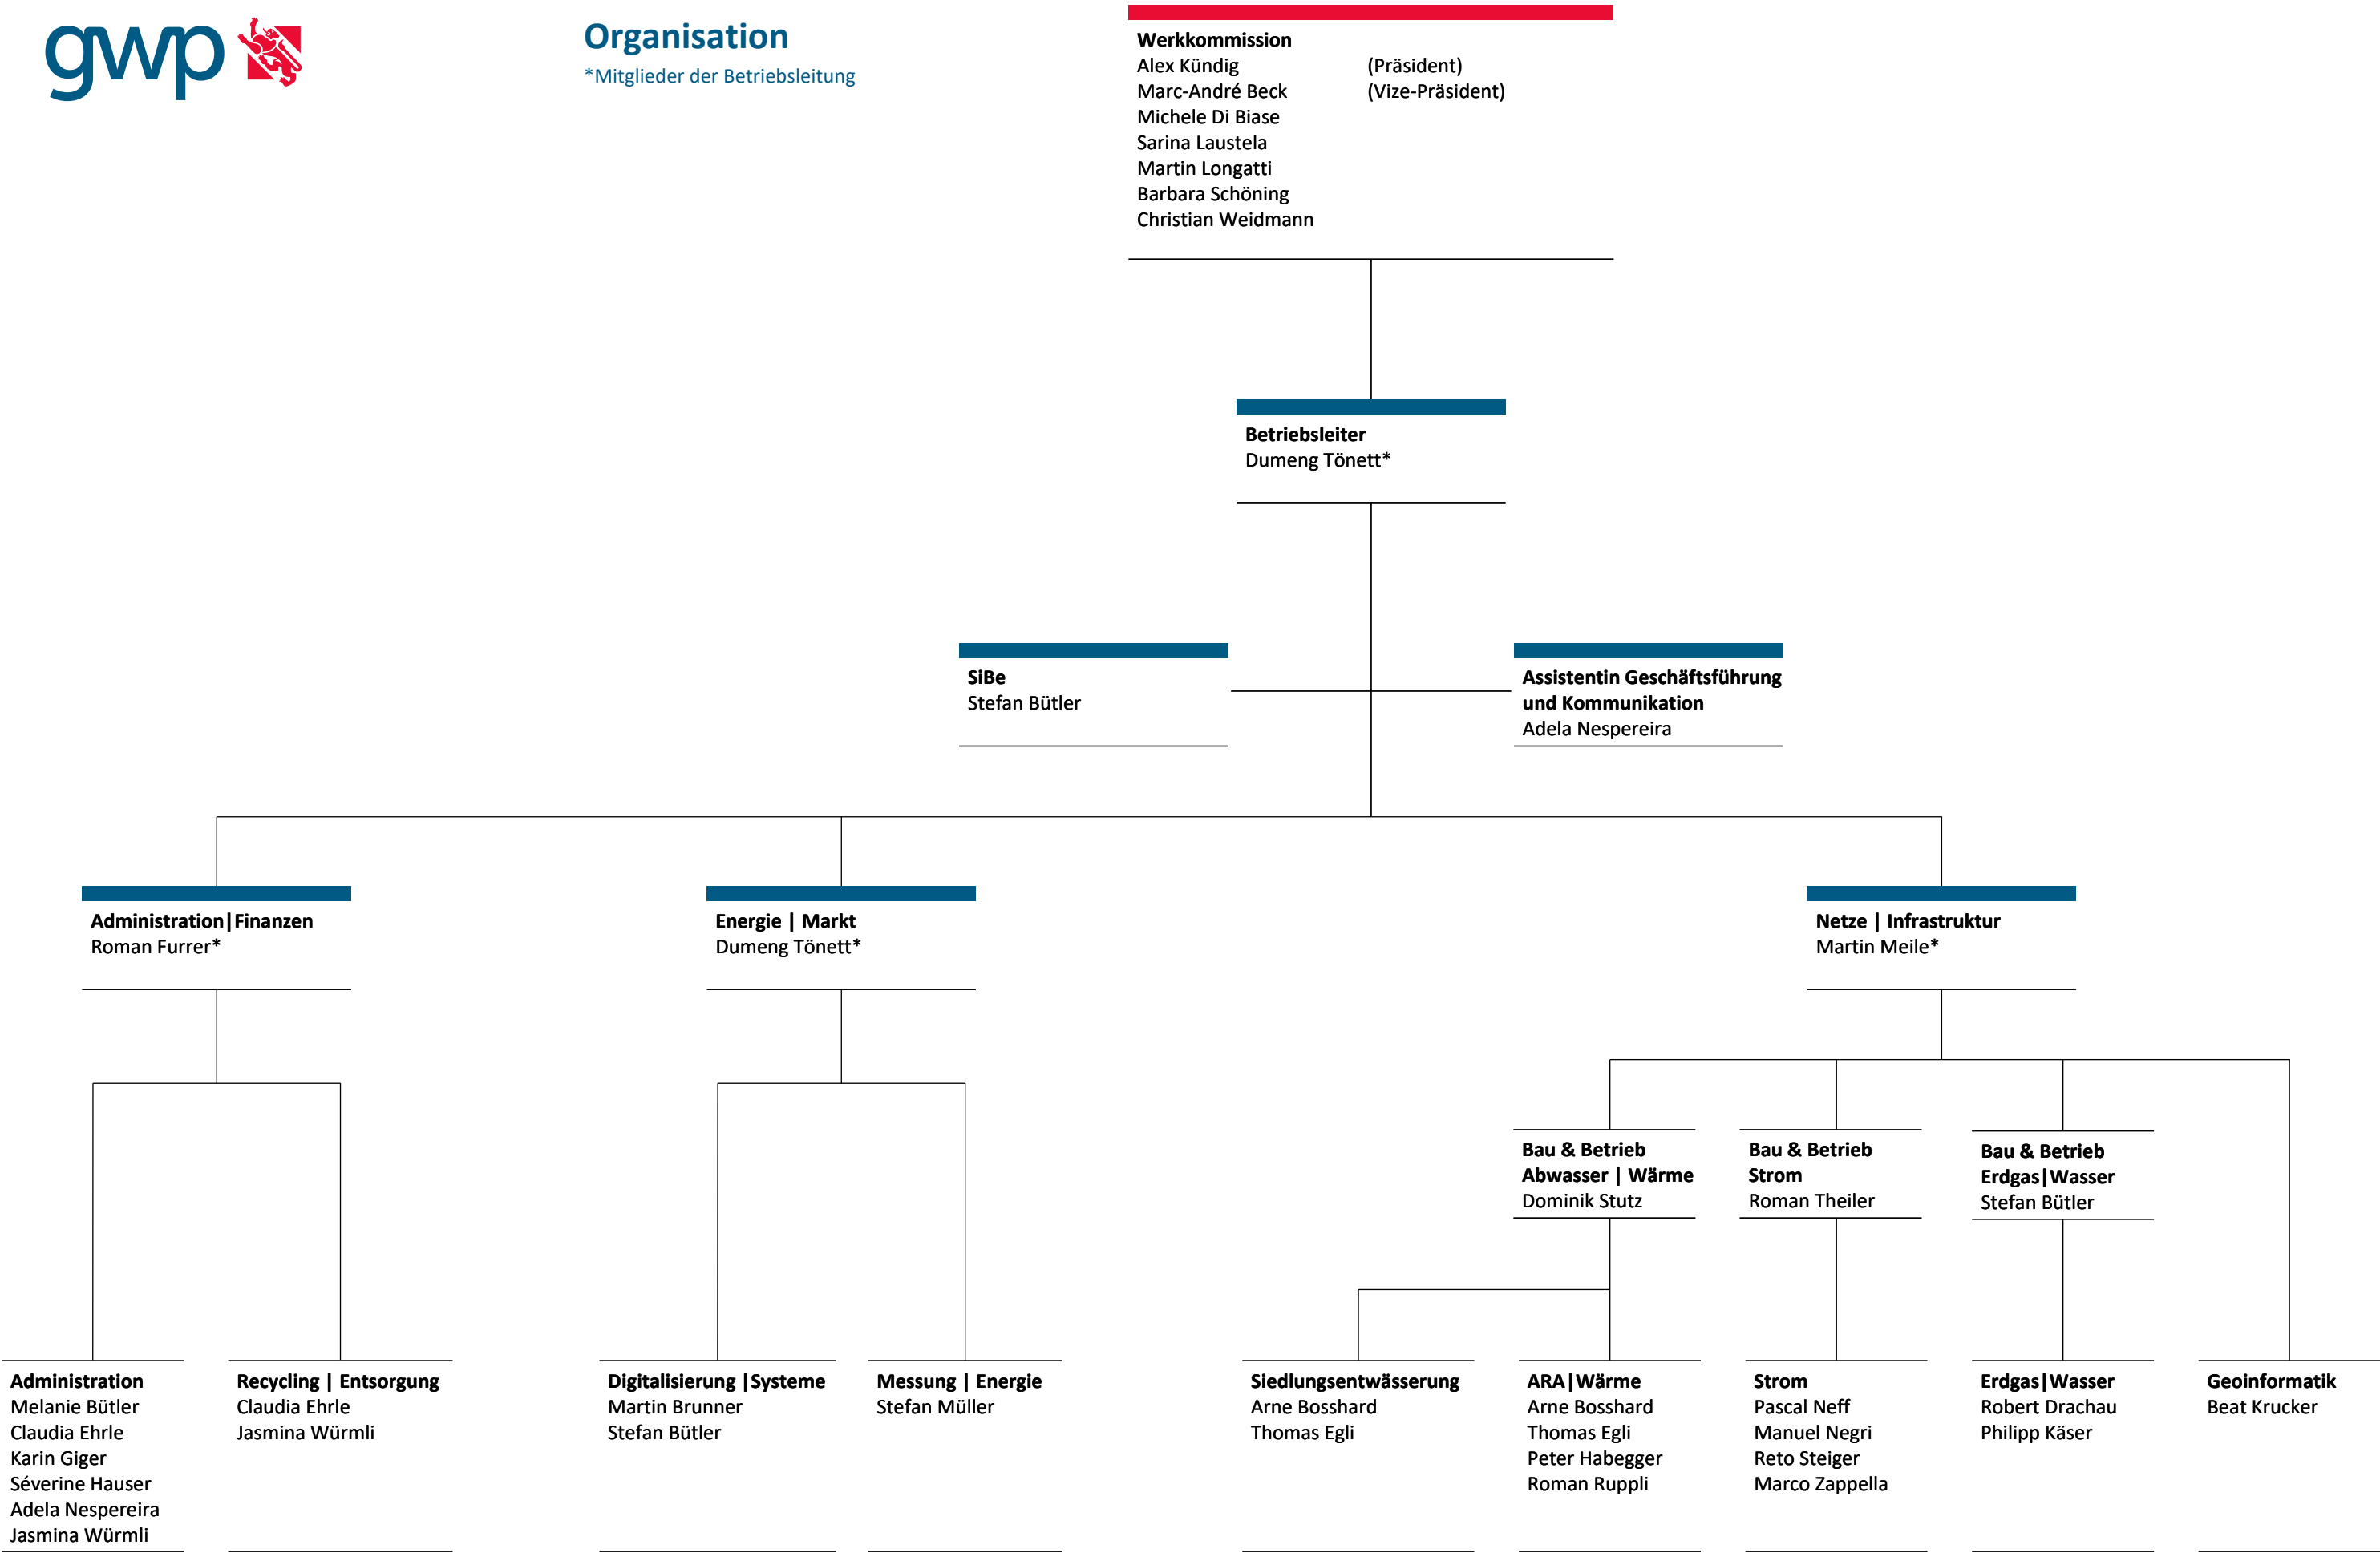 gwp
Organisation
*Mitglieder der Betriebsleitung
Werkkommission
Alex Kündig (Präsident)
Marc-André Beck (Vize-Präsident)
Michele Di Biase
Sarina Laustela
Martin Longatti
Barbara Schöning
Christian Weidmann
Betriebsleiter
Dumeng Tönett*
SiBe
Stefan Bütler
Assistentin Geschäftsführung
und Kommunikation
Adela Nespereira
Administration|Finanzen
Roman Furrer*
Energie | Markt
Dumeng Tönett*
Netze | Infrastruktur
Martin Meile*
Bau & Betrieb
Abwasser | Wärme
Dominik Stutz
Bau & Betrieb
Strom
Roman Theiler
Bau & Betrieb
Erdgas|Wasser
Stefan Bütler
Administration
Melanie Bütler
Claudia Ehrle
Karin Giger
Séverine Hauser
Adela Nespereira
Jasmina Würmli
Recycling | Entsorgung
Claudia Ehrle
Jasmina Würmli
Digitalisierung |Systeme
Martin Brunner
Stefan Bütler
Messung | Energie
Stefan Müller
Siedlungsentwässerung
Arne Bosshard
Thomas Egli
ARA|Wärme
Arne Bosshard
Thomas Egli
Peter Habegger
Roman Ruppli
Strom
Pascal Neff
Manuel Negri
Reto Steiger
Marco Zappella
Erdgas|Wasser
Robert Drachau
Philipp Käser
Geoinformatik
Beat Krucker